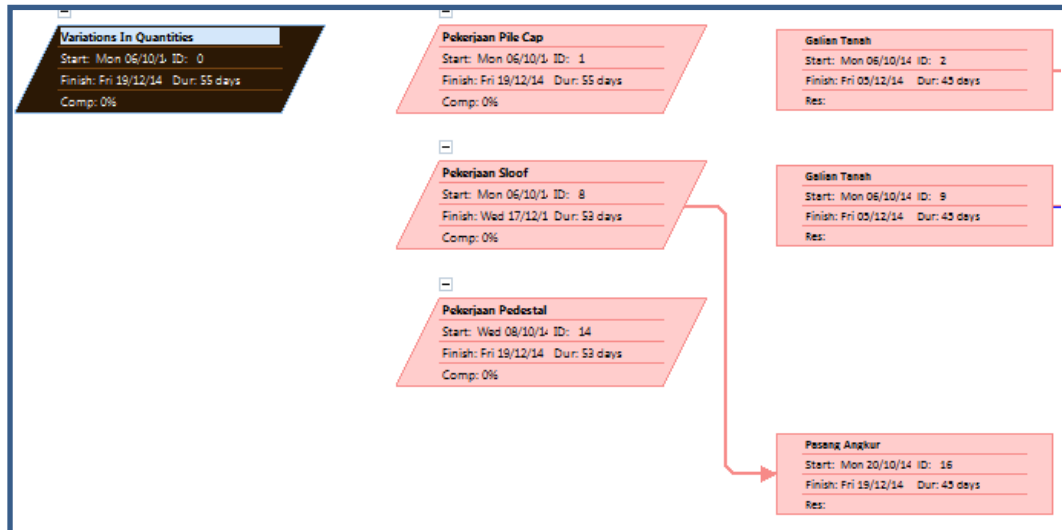 Variations In Quantities
Start: Mon 06/10/1 ID: 0
Finish: Fri 19/12/14 Dur: 55 days
Comp: 0%
Pekerjaan Pile Cap
Start: Mon 06/10/1 ID: 1
Finish: Fri 19/12/14 Dur: 55 days
Comp: 0%
Galian Tanah
Start: Mon 06/10/14 ID: 2
Finish: Fri 05/12/14 Dur: 45 days
Res:
Pekerjaan Sloof
Start: Mon 06/10/1 ID: 8
Finish: Wed 17/12/1 Dur: 53 days
Comp: 0%
Galian Tanah
Start: Mon 06/10/14 ID: 9
Finish: Fri 05/12/14 Dur: 45 days
Res:
Pekerjaan Pedestal
Start: Wed 08/10/14 ID: 14
Finish: Fri 19/12/14 Dur: 53 days
Comp: 0%
Pasang Angkur
Start: Mon 20/10/14 ID: 16
Finish: Fri 19/12/14 Dur: 45 days
Res: